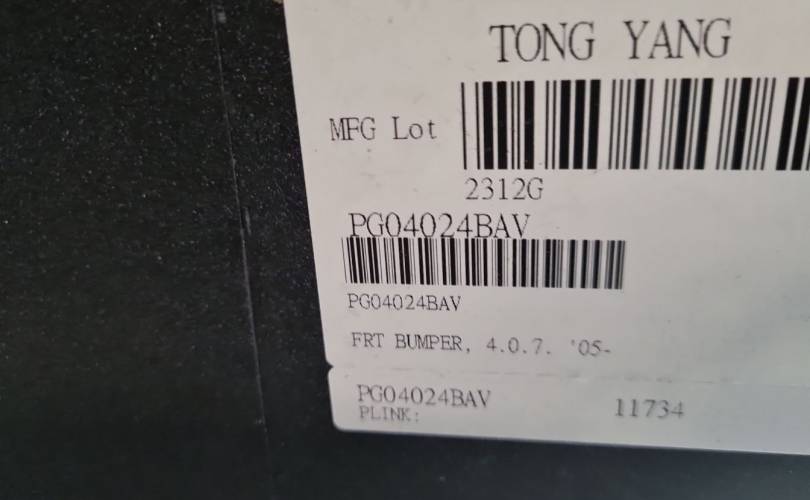 TONG YANG
MFG Lot
2312G
PG04024BAV
PG04024BAV
FRT BUMPER, 4.0.7. '05-
PG04024BAV
11734
PLINK: